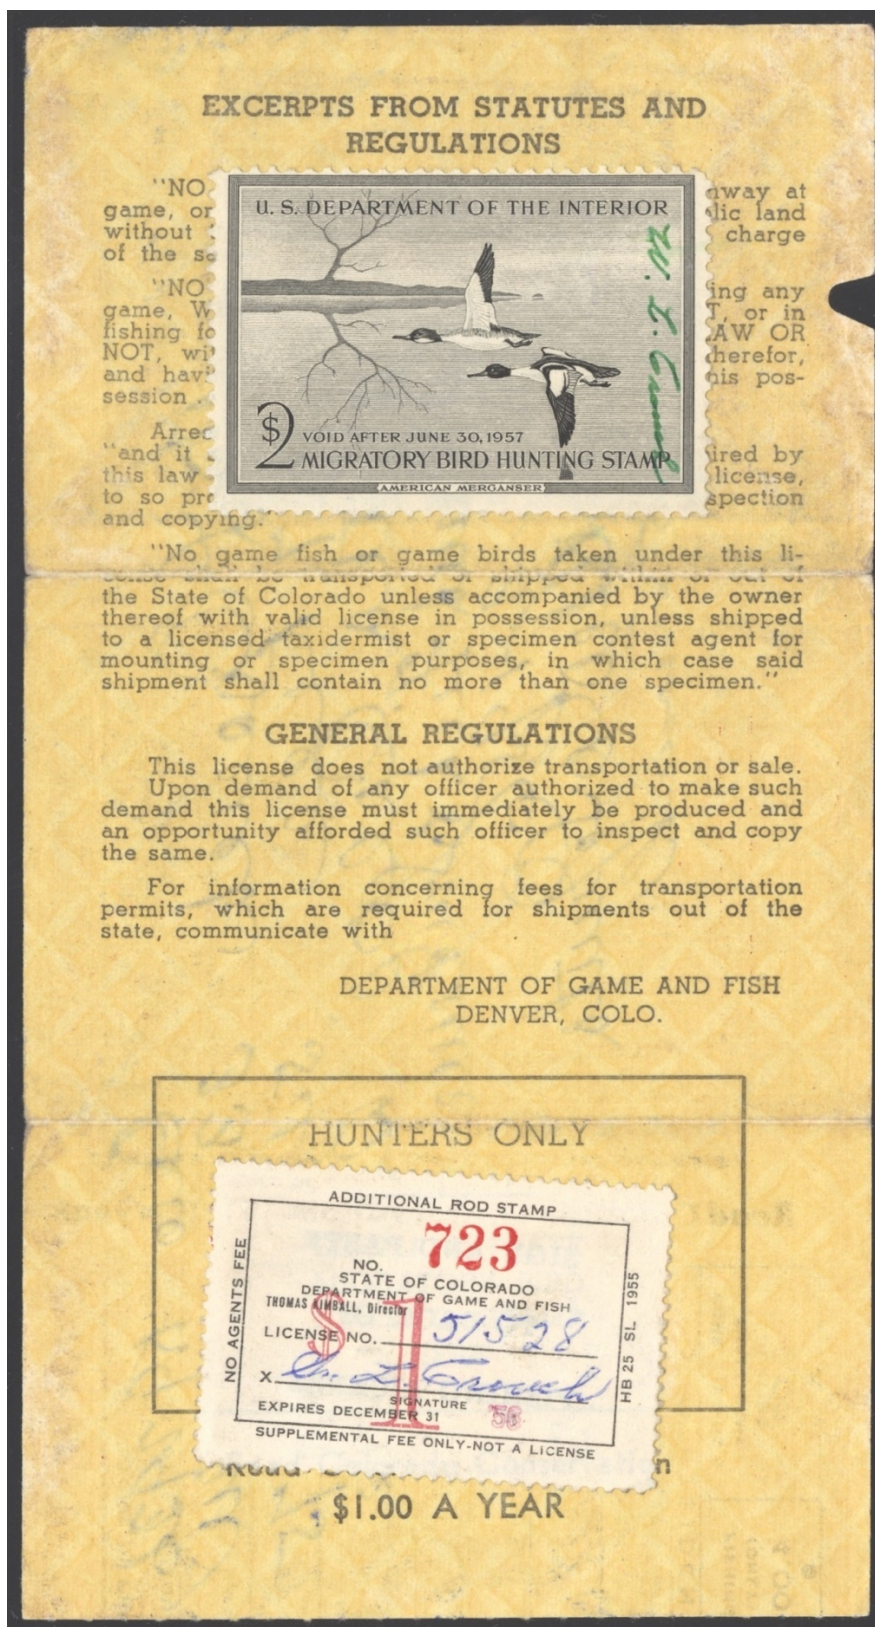 EXCERPTS FROM STATUTES AND
REGULATIONS
"NO
away at
game, or
lic land
without
charge
of the
"NO
ing any
game, W
T, or in
fishing fo
AW OR
NOT, wi
herefor,
and hav
his pos-
session .
"and it
ired by
this law
license,
to so pr
spection
and copying."
U. S. DEPARTMENT OF THE INTERIOR
W. L.
$2
VOID AFTER JUNE 30, 1957
MIGRATORY BIRD HUNTING STAMP
AMERICAN MERGANSER
"No game fish or game birds taken under this li-
cense shall be transported or shipped within or out of
the State of Colorado unless accompanied by the owner
thereof with valid license in possession, unless shipped
to a licensed taxidermist or specimen contest agent for
mounting or specimen purposes, in which case said
shipment shall contain no more than one specimen."
GENERAL REGULATIONS
This license does not authorize transportation or sale.
Upon demand of any officer authorized to make such
demand this license must immediately be produced and
an opportunity afforded such officer to inspect and copy
the same.
For information concerning fees for transportation
permits, which are required for shipments out of the
state, communicate with
DEPARTMENT OF GAME AND FISH
DENVER, COLO.
HUNTERS ONLY
ADDITIONAL ROD STAMP
NO. 723
STATE OF COLORADO
DEPARTMENT OF GAME AND FISH
THOMAS KIMBALL, Director
$1
LICENSE NO. 51528
X
SIGNATURE
EXPIRES DECEMBER 31 56
SUPPLEMENTAL FEE ONLY-NOT A LICENSE
NO AGENTS FEE
HB 25 SL 1955
$1.00 A YEAR